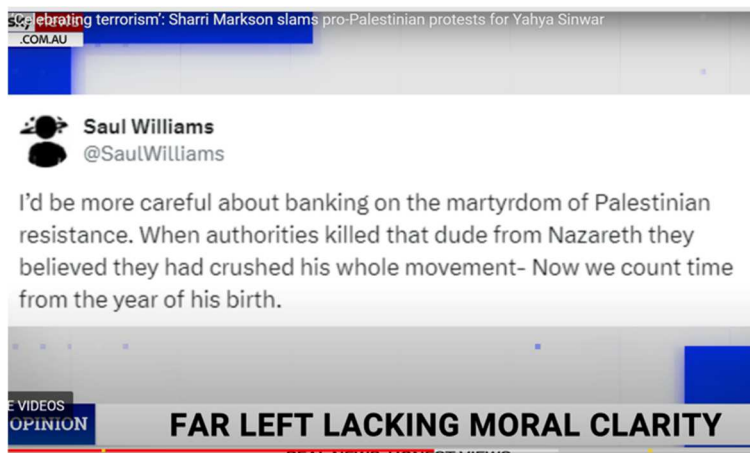 'Celebrating terrorism': Sharri Markson slams pro-Palestinian protests for Yahya Sinwar
sky news
.COM.AU
Saul Williams
@SaulWilliams
I'd be more careful about banking on the martyrdom of Palestinian
resistance. When authorities killed that dude from Nazareth they
believed they had crushed his whole movement- Now we count time
from the year of his birth.
E VIDEOS
OPINION
FAR LEFT LACKING MORAL CLARITY